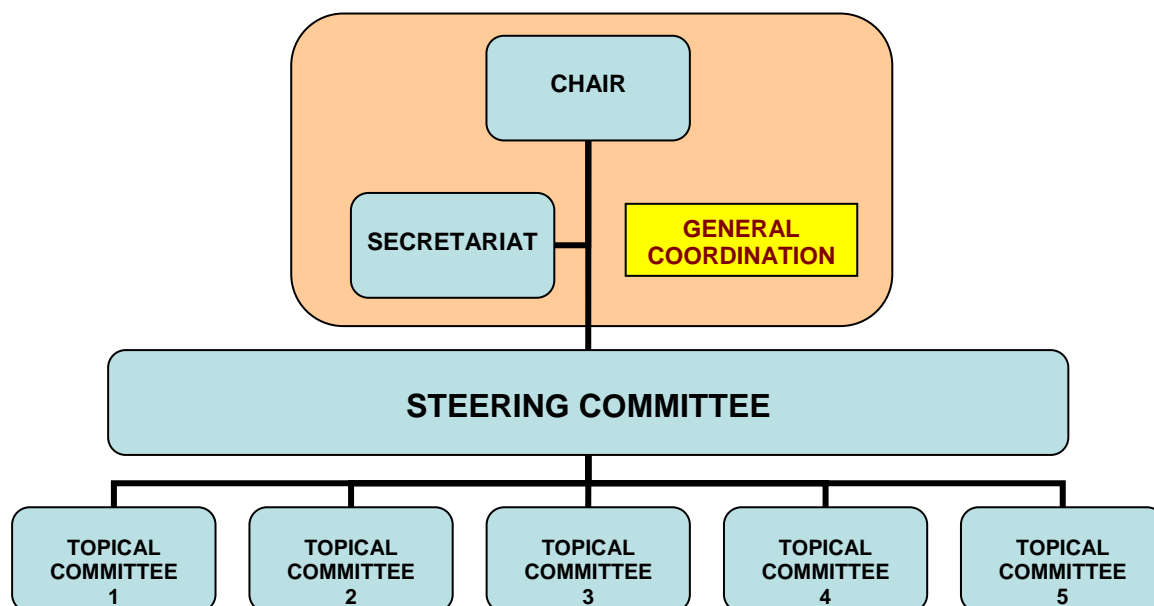 CHAIR
SECRETARIAT
GENERAL
COORDINATION
STEERING COMMITTEE
TOPICAL
COMMITTEE
1
TOPICAL
COMMITTEE
2
TOPICAL
COMMITTEE
3
TOPICAL
COMMITTEE
4
TOPICAL
COMMITTEE
5